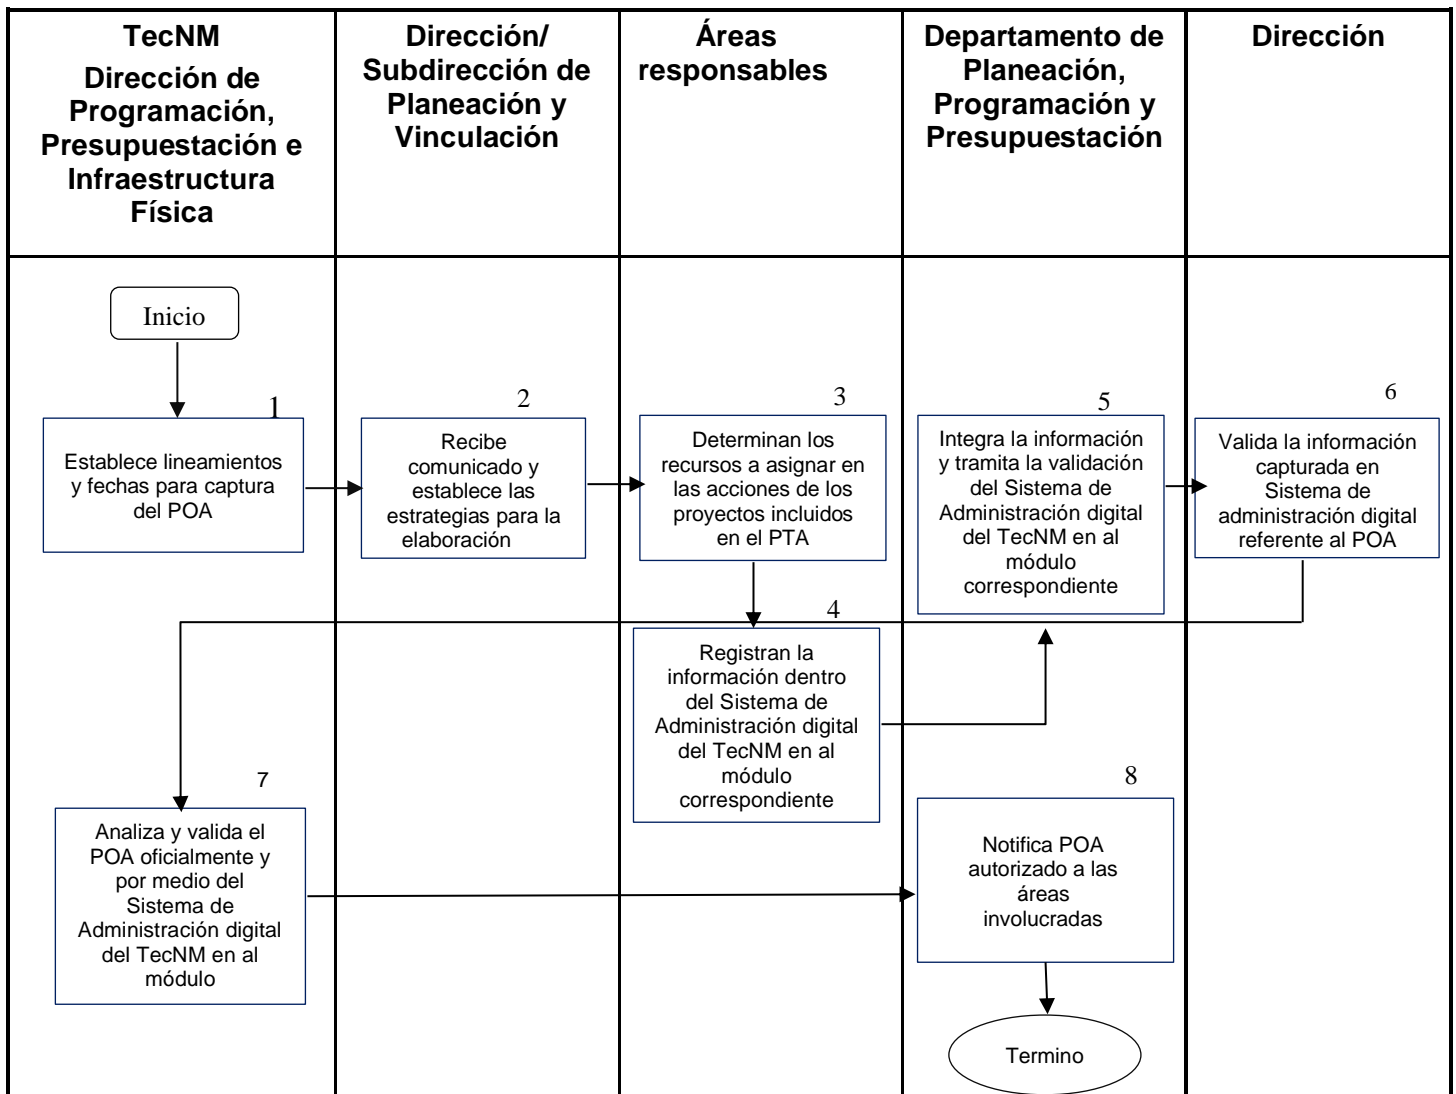 TecNM
Dirección de
Programación,
Presupuestación e
Infraestructura
Física
Dirección/
Subdirección de
Planeación y
Vinculación
Áreas
responsables
Departamento de
Planeación,
Programación y
Presupuestación
Dirección
Inicio
1
Establece lineamientos
y fechas para captura
del POA
2
Recibe
comunicado y
establece las
estrategias para la
elaboración
3
Determinan los
recursos a asignar en
las acciones de los
proyectos incluidos
en el PTA
4
Registran la
información dentro
del Sistema de
Administración digital
del TecNM en al
módulo
correspondiente
5
Integra la información
y tramita la validación
del Sistema de
Administración digital
del TecNM en al
módulo
correspondiente
6
Valida la información
capturada en
Sistema de
administración digital
referente al POA
7
Analiza y valida el
POA oficialmente y
por medio del
Sistema de
Administración digital
del TecNM en al
módulo
8
Notifica POA
autorizado a las
áreas
involucradas
Termino